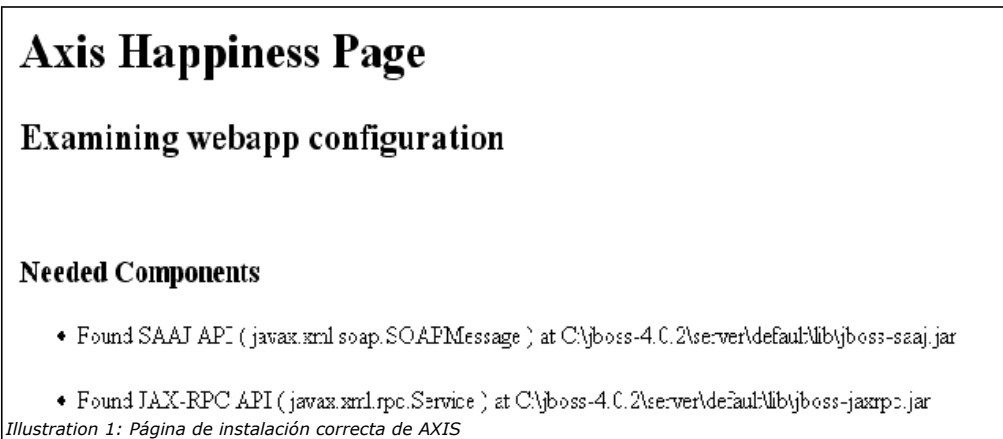 Axis Happiness Page
Examining webapp configuration
Needed Components
• Found SAAJ API ( javax.xml.soap.SOAPMessage ) at C:\jboss-4.0.2\server\default\lib\jboss-saaj.jar
• Found JAX-RPC API ( javax.xml.rpc.Service ) at C:\jboss-4.0.2\server\default\lib\jboss-jaxrpc.jar
Illustration 1: Página de instalación correcta de AXIS